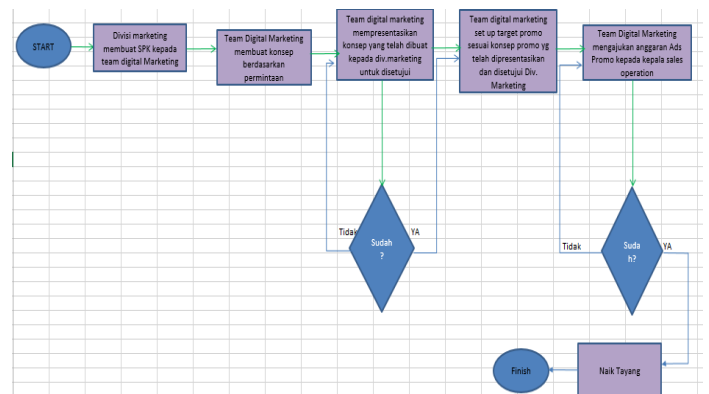 START
Divisi marketing
membuat SPK kepada
team digital Marketing
Team Digital Marketing
membuat konsep
berdasarkan
permintaan
Team digital marketing
mempresentasikan
konsep yang telah dibuat
kepada div.marketing
untuk disetujui
Team digital marketing
set up target promo
sesuai konsep promo yg
telah dipresentasikan
dan disetujui Div.
Marketing
Team Digital Marketing
mengajukan anggaran Ads
Promo kepada kepala sales
operation
Tidak
Sudah
?
YA
Tidak
Suda
h?
YA
Finish
Naik Tayang